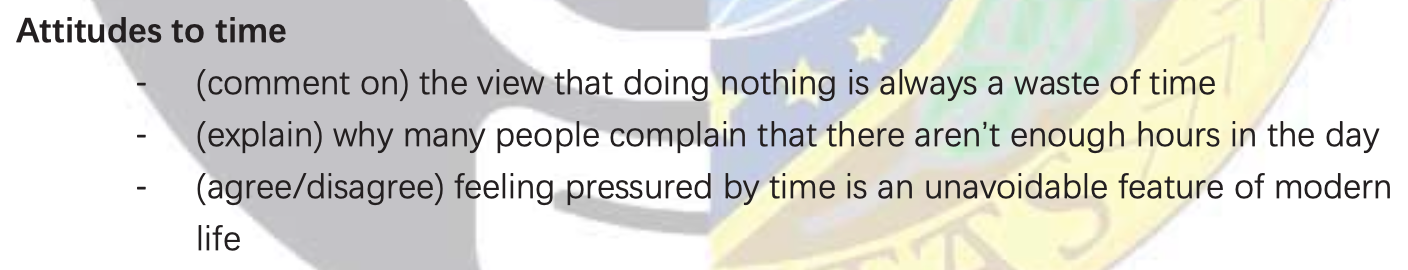 Attitudes to time
- (comment on) the view that doing nothing is always a waste of time
- (explain) why many people complain that there aren’t enough hours in the day
- (agree/disagree) feeling pressured by time is an unavoidable feature of modern
life